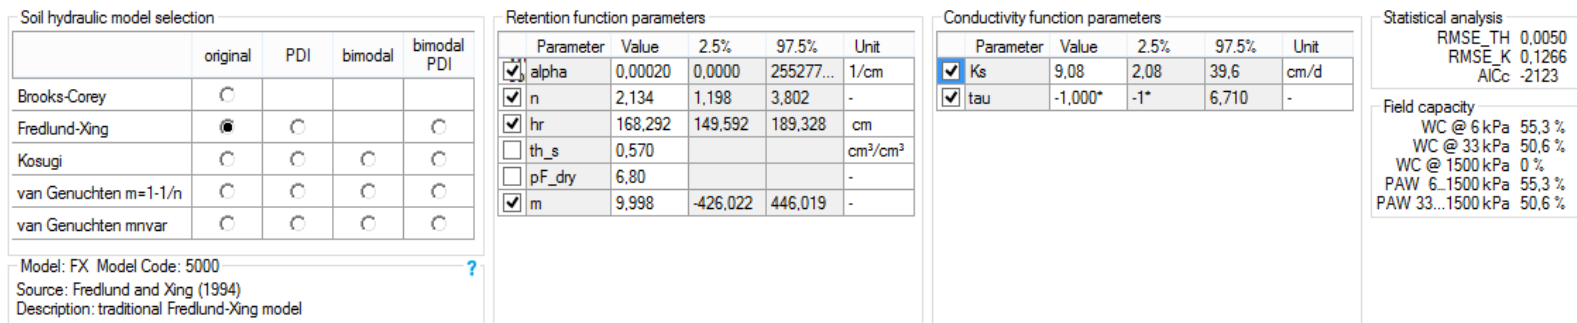 Soil hydraulic model selection
original PDI bimodal bimodal PDI
Brooks-Corey
Fredlund-Xing
Kosugi
van Genuchten m=1-1/n
van Genuchten mnvar
Model: FX Model Code: 5000 ?
Source: Fredlund and Xing (1994)
Description: traditional Fredlund-Xing model
Retention function parameters
Parameter Value 2.5% 97.5% Unit
alpha 0,00020 0,0000 255277... 1/cm
n 2,134 1,198 3,802 -
hr 168,292 149,592 189,328 cm
th_s 0,570 cm³/cm³
pF_dry 6,80 -
m 9,998 -426,022 446,019 -
Conductivity function parameters
Parameter Value 2.5% 97.5% Unit
Ks 9,08 2,08 39,6 cm/d
tau -1,000* -1* 6,710 -
Statistical analysis
RMSE_TH 0,0050
RMSE_K 0,1266
AICc -2123
Field capacity
WC @ 6 kPa 55,3 %
WC @ 33 kPa 50,6 %
WC @ 1500 kPa 0 %
PAW 6...1500 kPa 55,3 %
PAW 33...1500 kPa 50,6 %